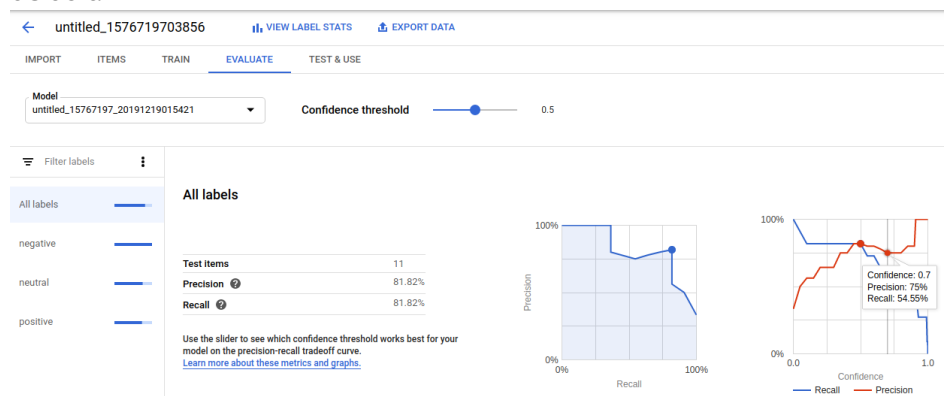 untitled_1576719703856
VIEW LABEL STATS
EXPORT DATA
IMPORT
ITEMS
TRAIN
EVALUATE
TEST & USE
Model
untitled_15767197_20191219015421
Confidence threshold
0.5
Filter labels
All labels
negative
neutral
positive
All labels
Test items 11
Precision ? 81.82%
Recall ? 81.82%
Use the slider to see which confidence threshold works best for your
model on the precision-recall tradeoff curve.
Learn more about these metrics and graphs.
100%
Precision
0%
0%
100%
Recall
100%
Confidence: 0.7
Precision: 75%
Recall: 54.55%
0%
0.0
1.0
Confidence
Recall
Precision